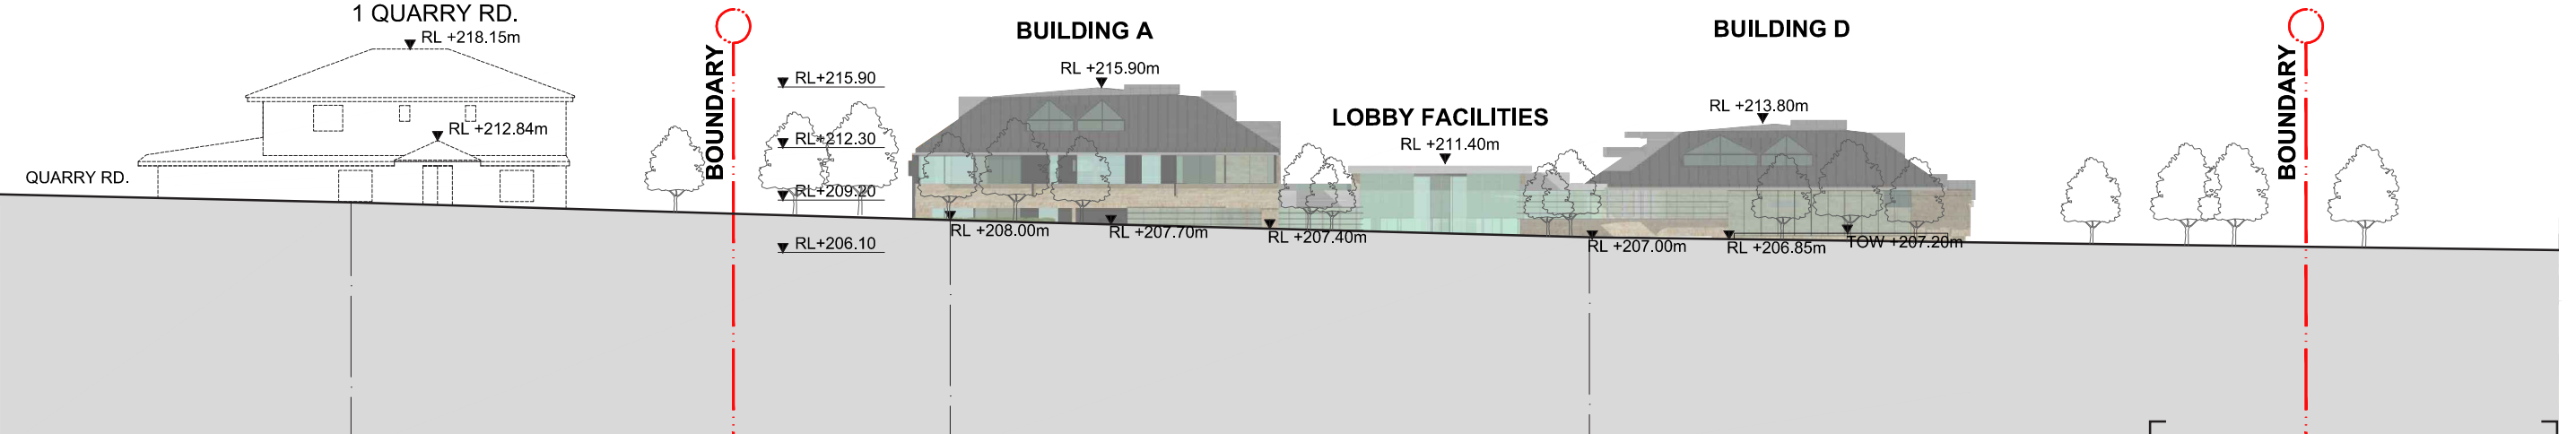 1 QUARRY RD.
RL +218.15m
RL +212.84m
QUARRY RD.
BOUNDARY
RL+215.90
RL+212.30
RL+209.20
RL+206.10
BUILDING A
RL +215.90m
RL +208.00m
RL +207.70m
RL +207.40m
LOBBY FACILITIES
RL +211.40m
BUILDING D
RL +213.80m
RL +207.00m
RL +206.85m
TOW +207.20m
BOUNDARY